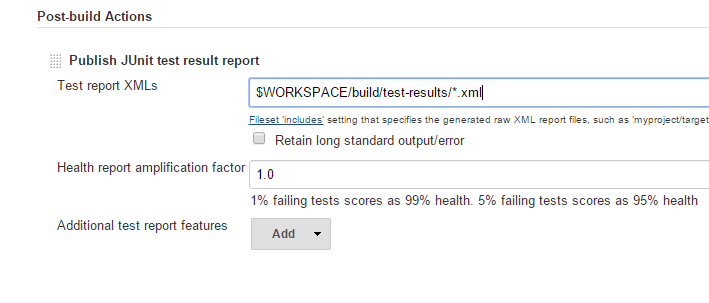 Post-build Actions
Publish JUnit test result report
Test report XMLs
$WORKSPACE/build/test-results/*.xml
Fileset 'includes' setting that specifies the generated raw XML report files, such as 'myproject/target
Retain long standard output/error
Health report amplification factor
1.0
1% failing tests scores as 99% health. 5% failing tests scores as 95% health
Additional test report features
Add